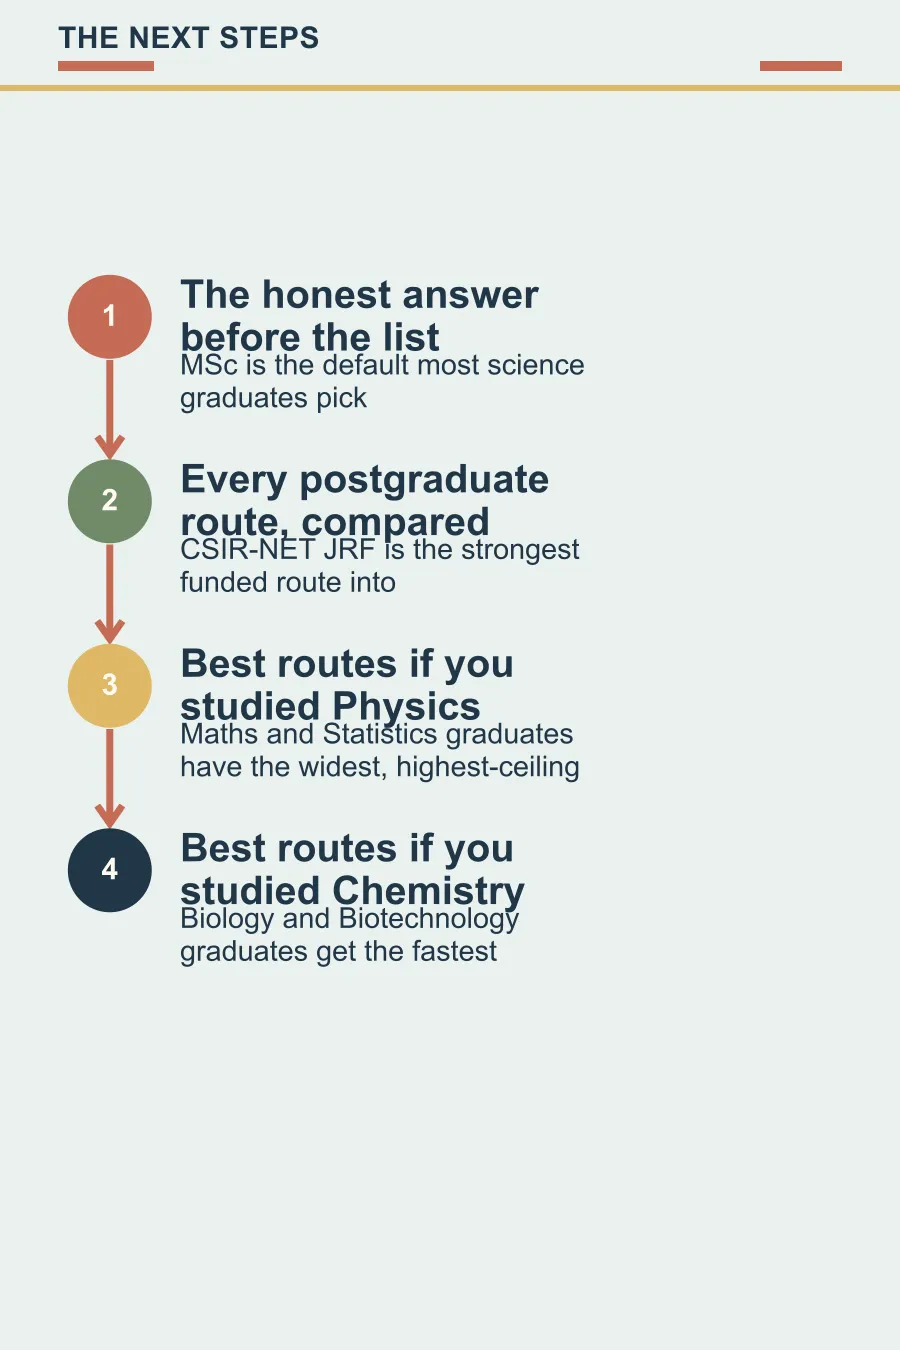 THE NEXT STEPS
1
The honest answer
before the list
MSc is the default most science
graduates pick
2
Every postgraduate
route, compared
CSIR-NET JRF is the strongest
funded route into
3
Best routes if you
studied Physics
Maths and Statistics graduates
have the widest, highest-ceiling
4
Best routes if you
studied Chemistry
Biology and Biotechnology
graduates get the fastest